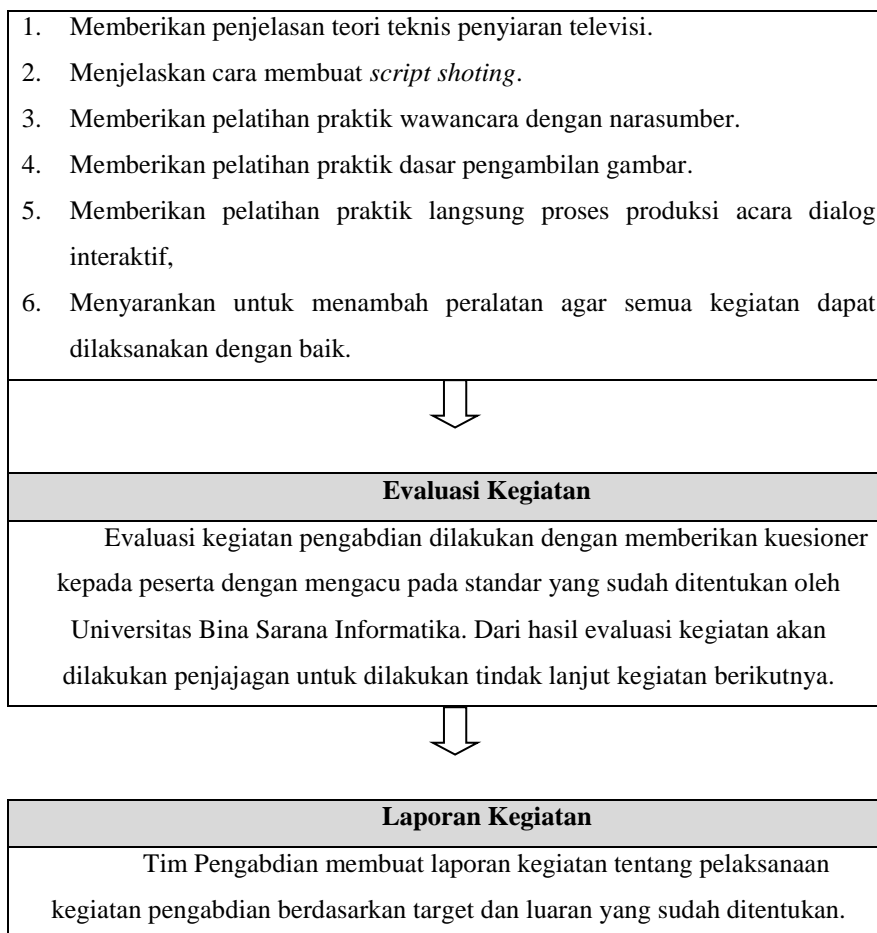 1. Memberikan penjelasan teori teknis penyiaran televisi.
2. Menjelaskan cara membuat script shoting.
3. Memberikan pelatihan praktik wawancara dengan narasumber.
4. Memberikan pelatihan praktik dasar pengambilan gambar.
5. Memberikan pelatihan praktik langsung proses produksi acara dialog
interaktif,
6. Menyarankan untuk menambah peralatan agar semua kegiatan dapat
dilaksanakan dengan baik.
Evaluasi Kegiatan
Evaluasi kegiatan pengabdian dilakukan dengan memberikan kuesioner
kepada peserta dengan mengacu pada standar yang sudah ditentukan oleh
Universitas Bina Sarana Informatika. Dari hasil evaluasi kegiatan akan
dilakukan penjajagan untuk dilakukan tindak lanjut kegiatan berikutnya.
Laporan Kegiatan
Tim Pengabdian membuat laporan kegiatan tentang pelaksanaan
kegiatan pengabdian berdasarkan target dan luaran yang sudah ditentukan.